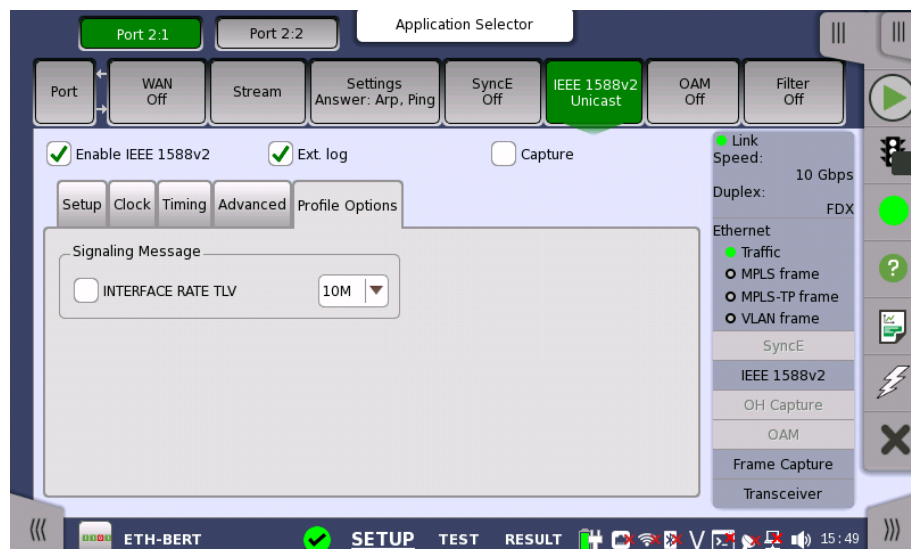 Application Selector
Port 2:1
Port 2:2
Port
WAN
Off
Stream
Settings
Answer: Arp, Ping
SyncE
Off
IEEE 1588v2
Unicast
OAM
Off
Filter
Off
Enable IEEE 1588v2
Ext. log
Capture
Setup
Clock
Timing
Advanced
Profile Options
Signaling Message
INTERFACE RATE TLV
10M
Link
Speed:
10 Gbps
Duplex:
FDX
Ethernet
Traffic
MPLS frame
MPLS-TP frame
VLAN frame
SyncE
IEEE 1588v2
OH Capture
OAM
Frame Capture
Transceiver
ETH-BERT
SETUP
TEST
RESULT
15:49